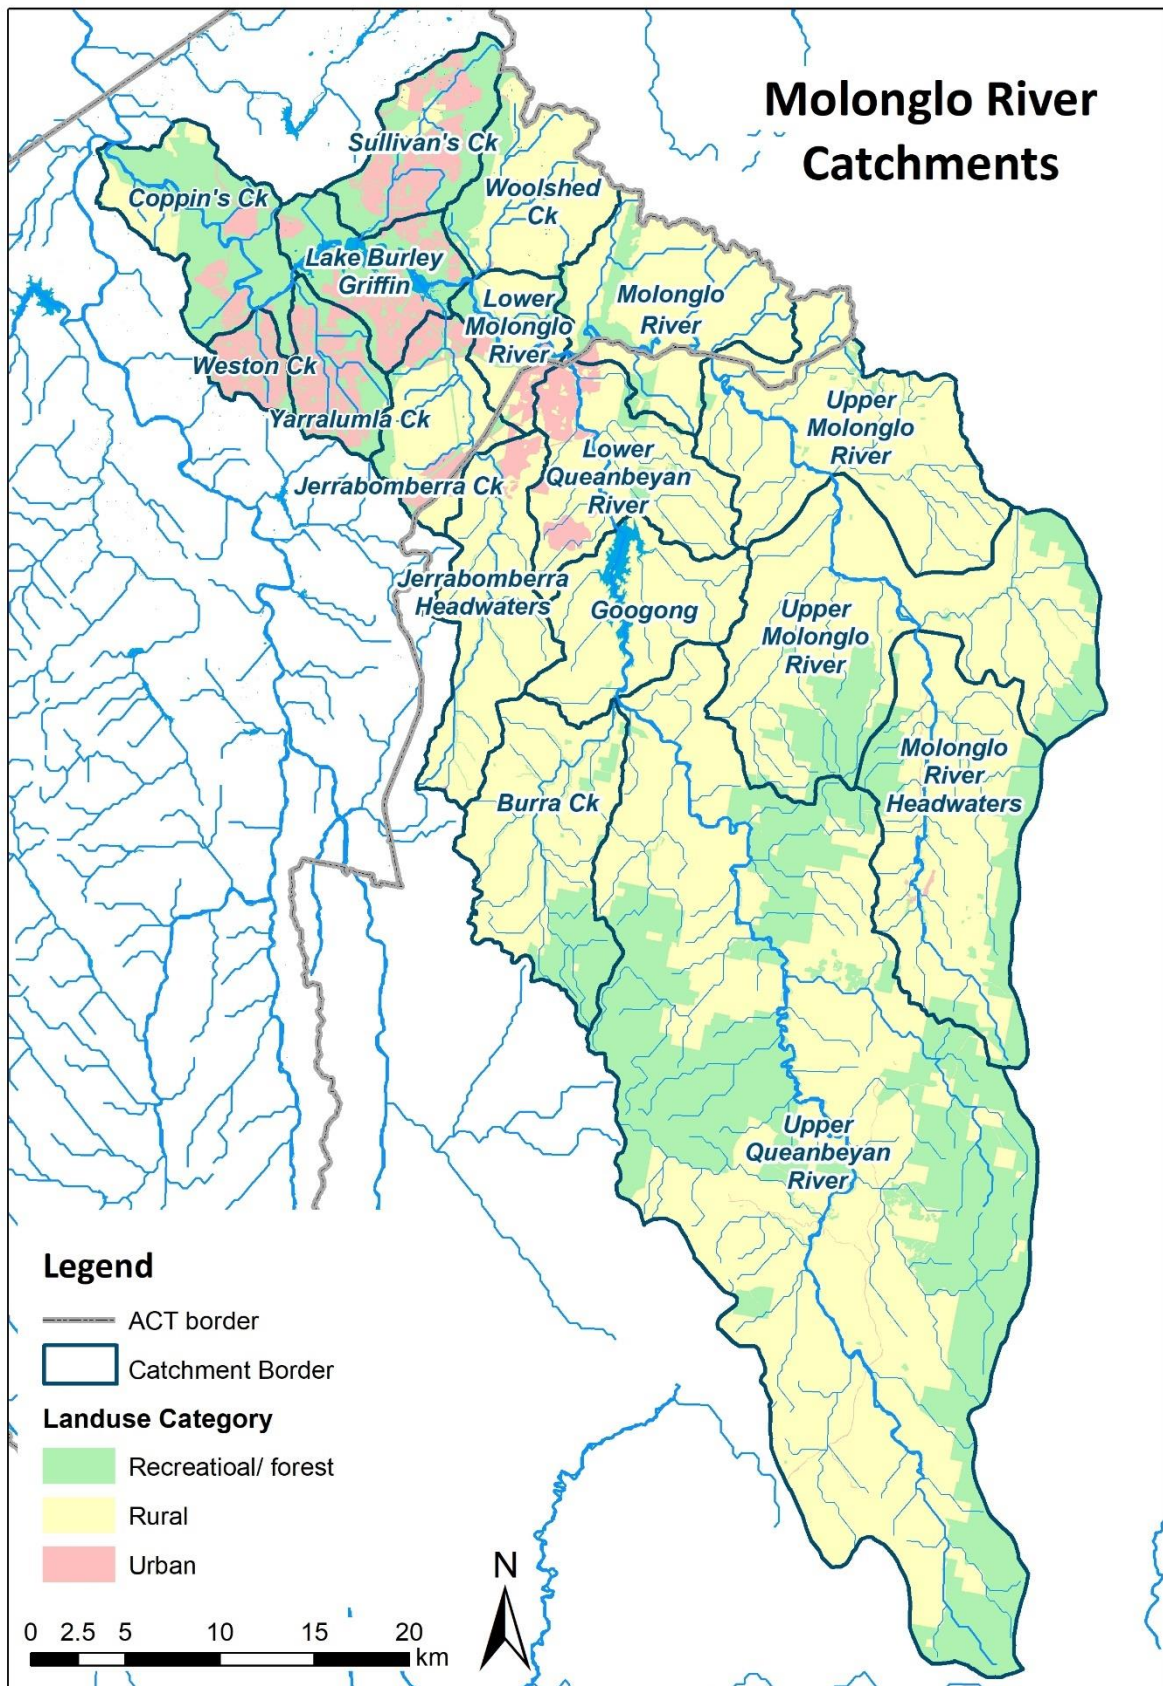 Molonglo River
Catchments
Sullivan's Ck
Coppin's Ck
Woolshed
Ck
Lake Burley
Griffin
Lower
Molonglo
River
Molonglo
River
Weston Ck
Yarralumla Ck
Upper
Molonglo
River
Lower
Queanbeyan
River
Jerrabomberra Ck
Jerrabomberra
Headwaters
Googong
Upper
Molonglo
River
Molonglo
River
Headwaters
Burra Ck
Upper
Queanbeyan
River
Legend
ACT border
Catchment Border
Landuse Category
Recreatioal/ forest
Rural
Urban
N
0 2.5 5 10 15 20
km